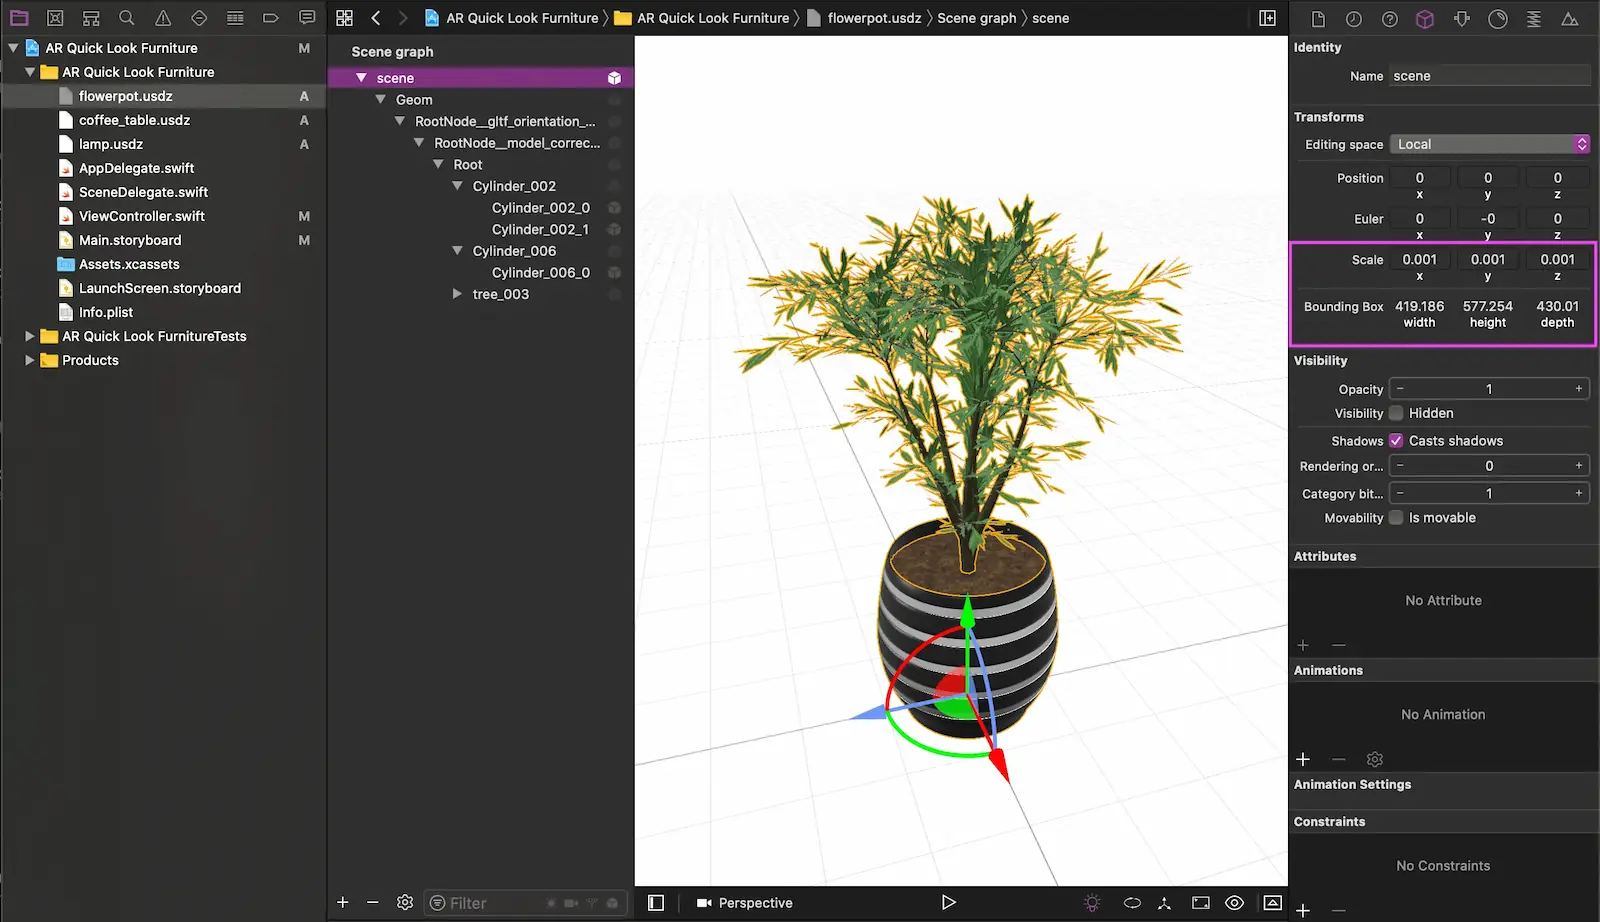 AR Quick Look Furniture
M
AR Quick Look Furniture
flowerpot.usdz
A
coffee_table.usdz
A
lamp.usdz
A
AppDelegate.swift
SceneDelegate.swift
ViewController.swift
M
Main.storyboard
M
Assets.xcassets
LaunchScreen.storyboard
Info.plist
AR Quick Look FurnitureTests
Products
AR Quick Look Furniture
AR Quick Look Furniture
flowerpot.usdz
Scene graph
scene
Scene graph
scene
Geom
RootNode__gltf_orientation_...
RootNode__model_correc...
Root
Cylinder_002
Cylinder_002_0
Cylinder_002_1
Cylinder_006
Cylinder_006_0
tree_003
Filter
Perspective
Identity
Name scene
Transforms
Editing space Local
Position 0 0 0
x y z
Euler 0 -0 0
x y z
Scale 0.001 0.001 0.001
x y z
Bounding Box 419.186 577.254 430.01
width height depth
Visibility
Opacity − 1 +
Visibility Hidden
Shadows Casts shadows
Rendering or... − 0 +
Category bit... − 1 +
Movability Is movable
Attributes
No Attribute
Animations
No Animation
Animation Settings
Constraints
No Constraints